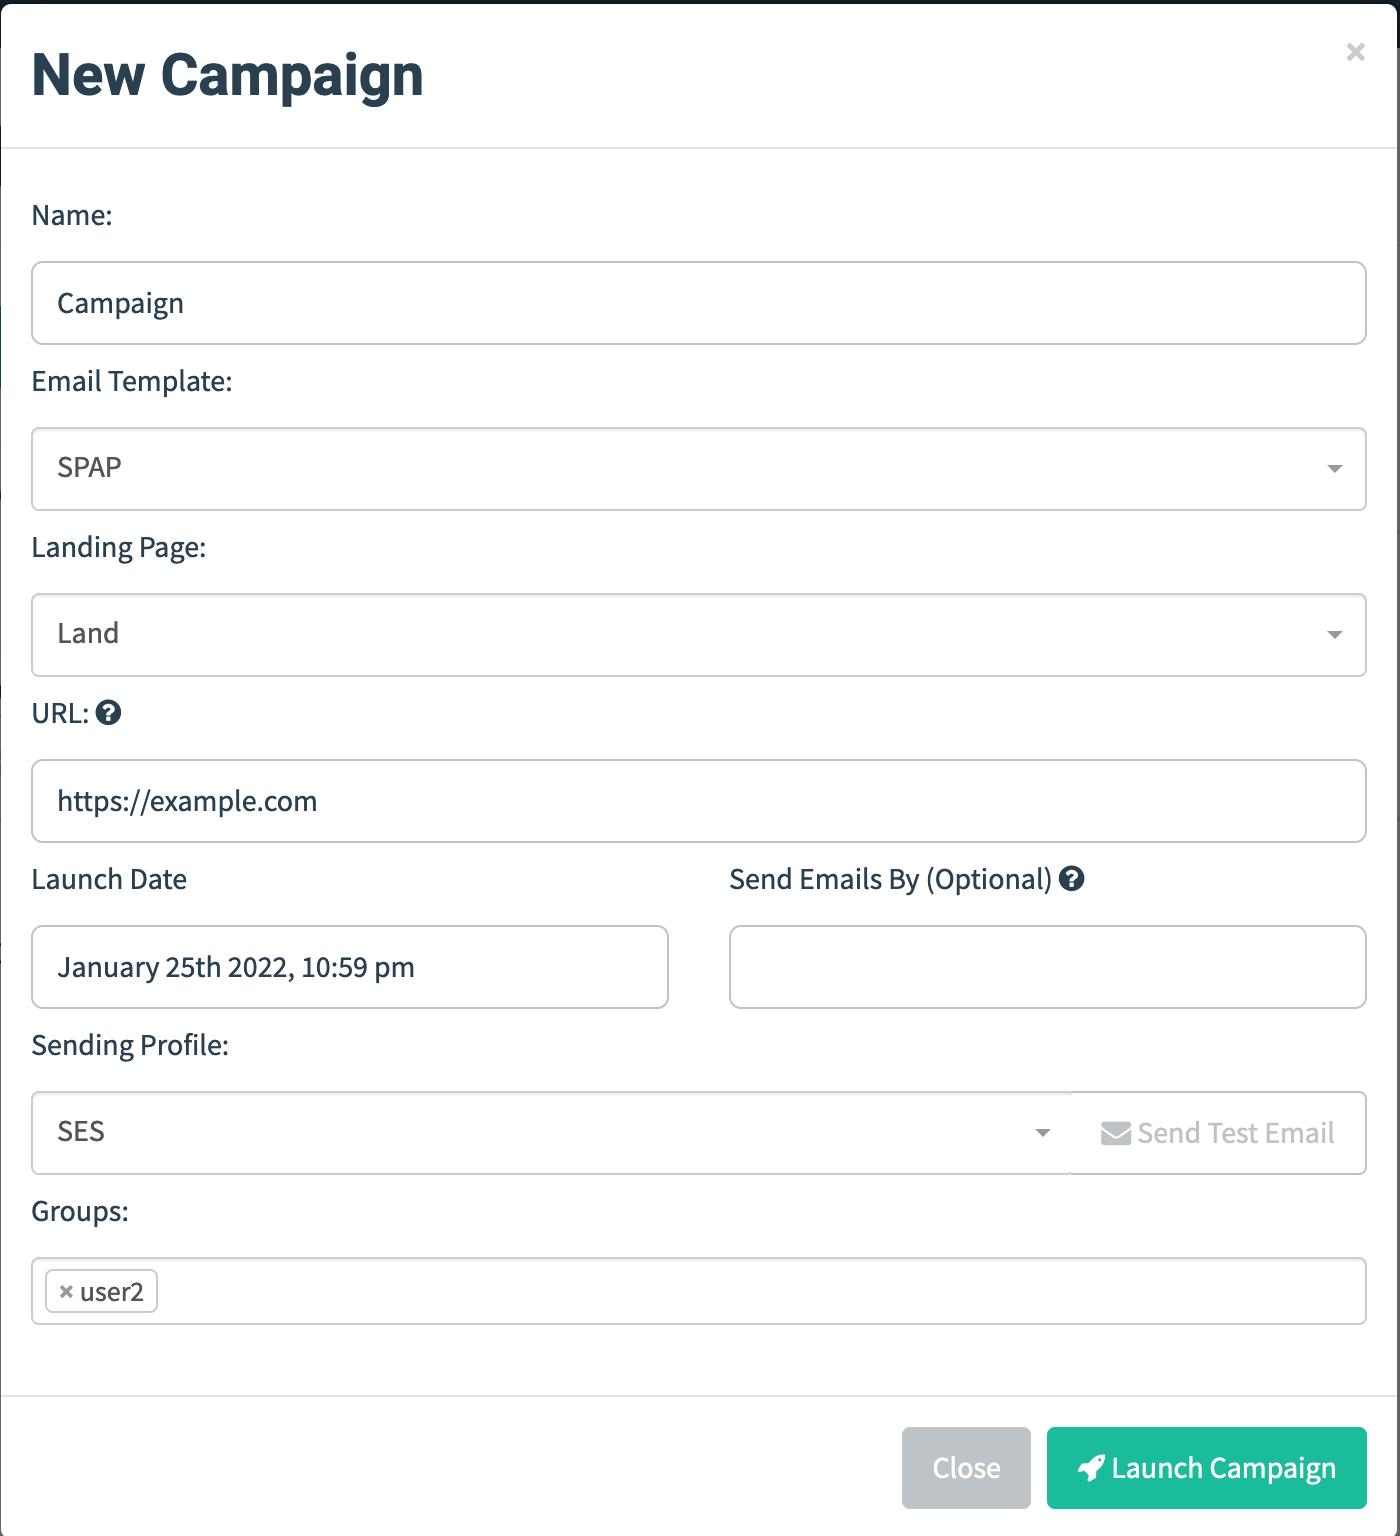 New Campaign
Name:
Campaign
Email Template:
SPAP
Landing Page:
Land
URL:
https://example.com
Launch Date
Send Emails By (Optional)
January 25th 2022, 10:59 pm
Sending Profile:
SES
Send Test Email
Groups:
× user2
Close
Launch Campaign